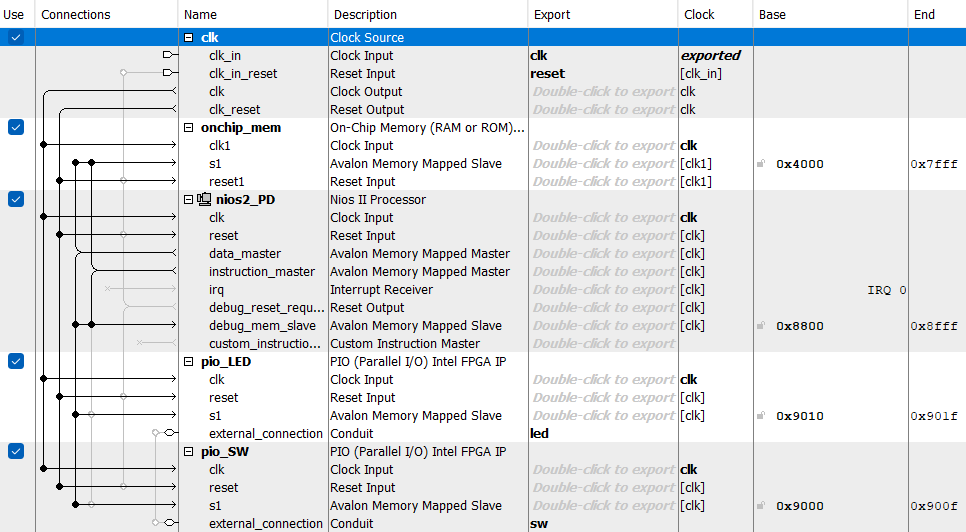 Use Connections Name Description Export Clock Base End
clk Clock Source
clk_in Clock Input clk exported
clk_in_reset Reset Input reset [clk_in]
clk Clock Output Double-click to export clk
clk_reset Reset Output Double-click to export
onchip_mem On-Chip Memory (RAM or ROM)...
clk1 Clock Input Double-click to export clk
s1 Avalon Memory Mapped Slave Double-click to export [clk1] 0x4000 0x7fff
reset1 Reset Input Double-click to export [clk1]
nios2_PD Nios II Processor
clk Clock Input Double-click to export clk
reset Reset Input Double-click to export [clk]
data_master Avalon Memory Mapped Master Double-click to export [clk]
instruction_master Avalon Memory Mapped Master Double-click to export [clk]
irq Interrupt Receiver Double-click to export [clk] IRQ 0
debug_reset_requ... Reset Output Double-click to export [clk]
debug_mem_slave Avalon Memory Mapped Slave Double-click to export [clk] 0x8800 0x8fff
custom_instructio... Custom Instruction Master Double-click to export
pio_LED PIO (Parallel I/O) Intel FPGA IP
clk Clock Input Double-click to export clk
reset Reset Input Double-click to export [clk]
s1 Avalon Memory Mapped Slave Double-click to export [clk] 0x9010 0x901f
external_connection Conduit led
pio_SW PIO (Parallel I/O) Intel FPGA IP
clk Clock Input Double-click to export clk
reset Reset Input Double-click to export [clk]
s1 Avalon Memory Mapped Slave Double-click to export [clk] 0x9000 0x900f
external_connection Conduit sw